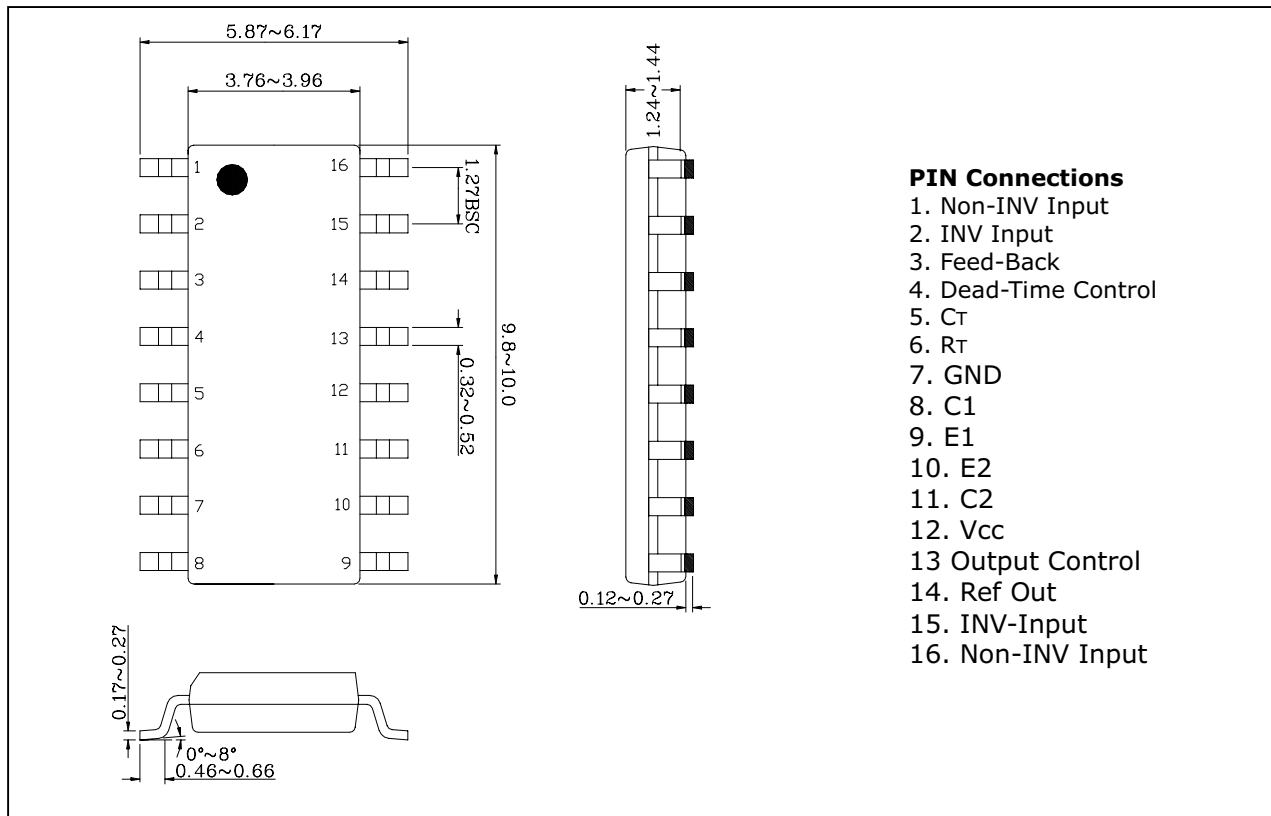 5.87~6.17
3.76~3.96
1.24~1.44
1 16
1.27BSC
2 15
3 14
4 13
0.32~0.52
9.8~10.0
5 12
6 11
7 10
8 9
0.12~0.27
0.17~0.27
0°~8°
0.46~0.66
PIN Connections
1. Non-INV Input
2. INV Input
3. Feed-Back
4. Dead-Time Control
5. CT
6. RT
7. GND
8. C1
9. E1
10. E2
11. C2
12. Vcc
13 Output Control
14. Ref Out
15. INV-Input
16. Non-INV Input